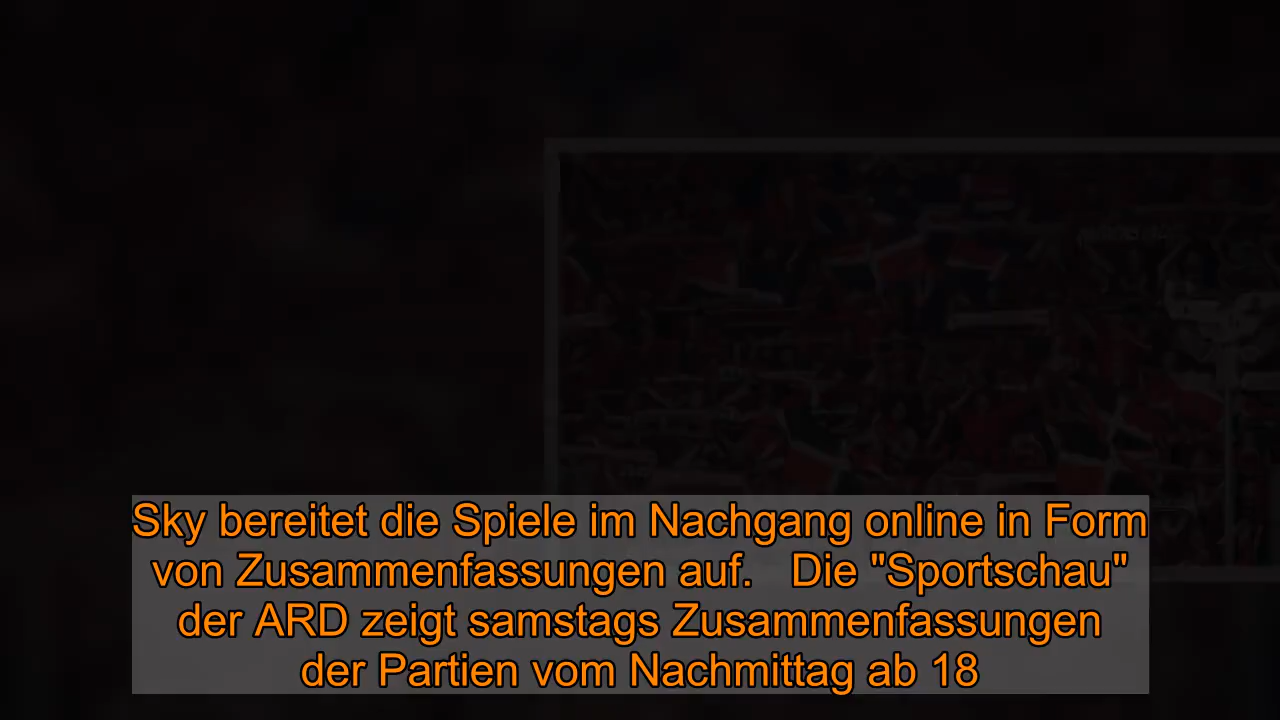 Sky bereitet die Spiele im Nachgang online in Form
von Zusammenfassungen auf.   Die "Sportschau"
der ARD zeigt samstags Zusammenfassungen
der Partien vom Nachmittag ab 18